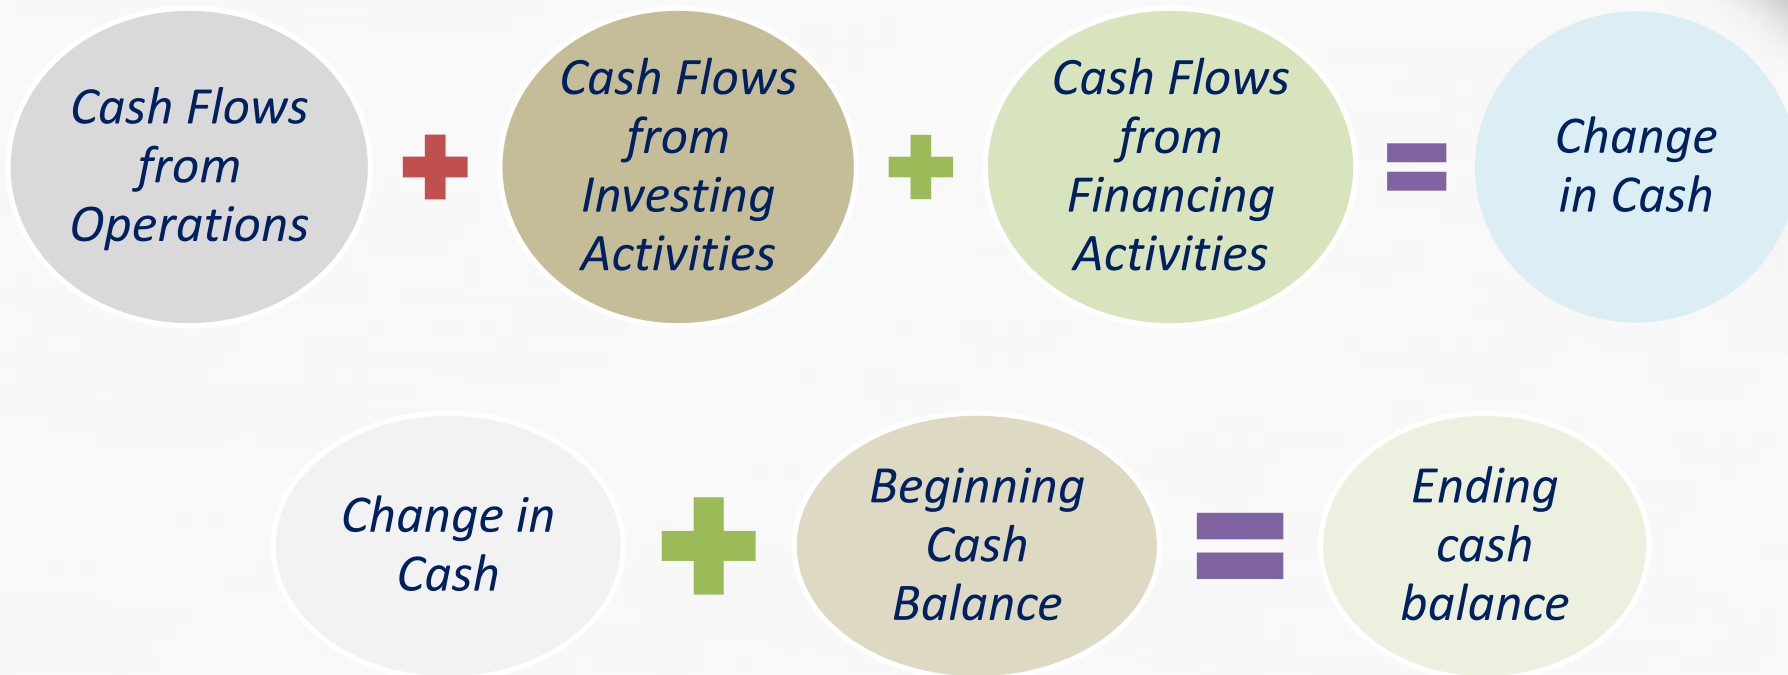 Cash Flows
from
Operations
Cash Flows
from
Investing
Activities
Cash Flows
from
Financing
Activities
Change
in Cash
Change in
Cash
Beginning
Cash
Balance
Ending
cash
balance